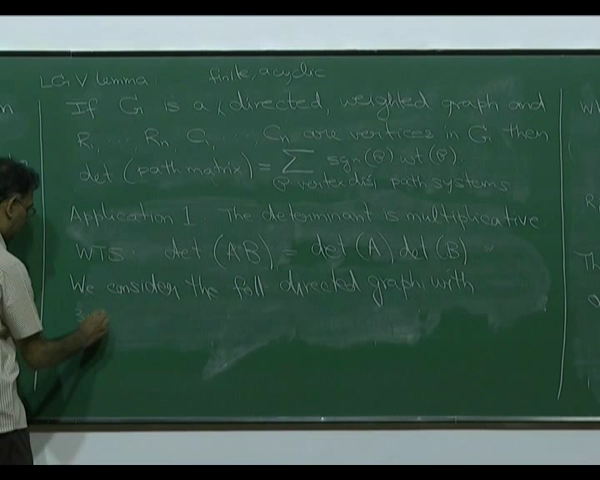 LGV lemma finite, acyclic
If G is a directed, weighted graph and
R₁, ..., Rₙ, C₁, ..., Cₙ are vertices in G then
det (path matrix) = ∑ sgn(P) wt(P).
P vertex disj path systems
Application 1. The determinant is multiplicative
WTS. det (AB) = det (A).det (B)
We consider the foll directed graph with
3